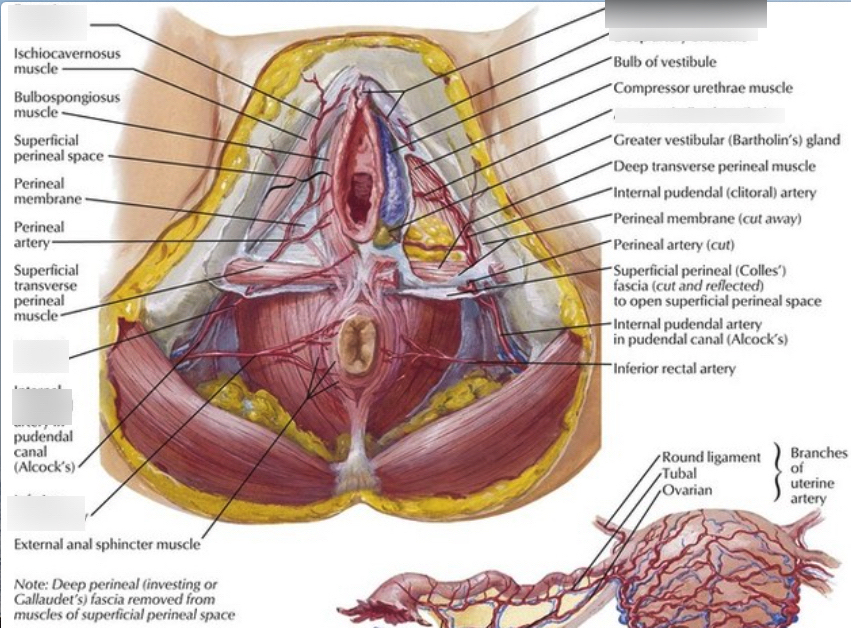 Ischiocavernosus
muscle
Bulbospongiosus
muscle
Superficial
perineal space
Perineal
membrane
Perineal
artery
Superficial
transverse
perineal
muscle
pudendal
canal
(Alcock's)
External anal sphincter muscle
Note: Deep perineal (investing or
Gallaudet's) fascia removed from
muscles of superficial perineal space
Bulb of vestibule
Compressor urethrae muscle
Greater vestibular (Bartholin's) gland
Deep transverse perineal muscle
Internal pudendal (clitoral) artery
Perineal membrane (cut away)
Perineal artery (cut)
Superficial perineal (Colles')
fascia (cut and reflected)
to open superficial perineal space
Internal pudendal artery
in pudendal canal (Alcock's)
Inferior rectal artery
Round ligament
Tubal
Ovarian
Branches
of
uterine
artery